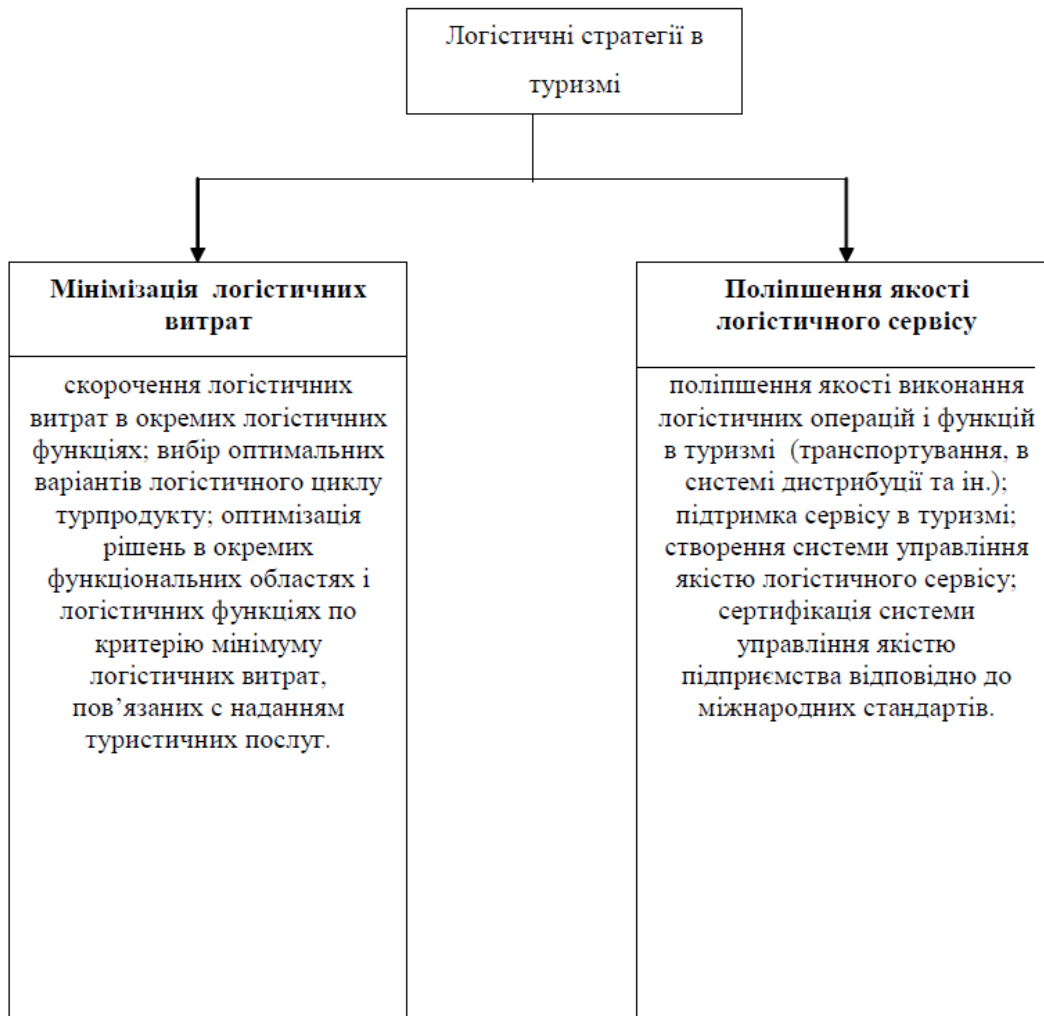 Логістичні стратегії в
туризмі
Мінімізація логістичних
витрат
скорочення логістичних
витрат в окремих логістичних
функціях; вибір оптимальних
варіантів логістичного циклу
турпродукту; оптимізація
рішень в окремих
функціональних областях і
логістичних функціях по
критерію мінімуму
логістичних витрат,
пов’язаних с наданням
туристичних послуг.
Поліпшення якості
логістичного сервісу
поліпшення якості виконання
логістичних операцій і функцій
в туризмі (транспортування, в
системі дистрибуції та ін.);
підтримка сервісу в туризмі;
створення системи управління
якістю логістичного сервісу;
сертифікація системи
управління якістю
підприємства відповідно до
міжнародних стандартів.